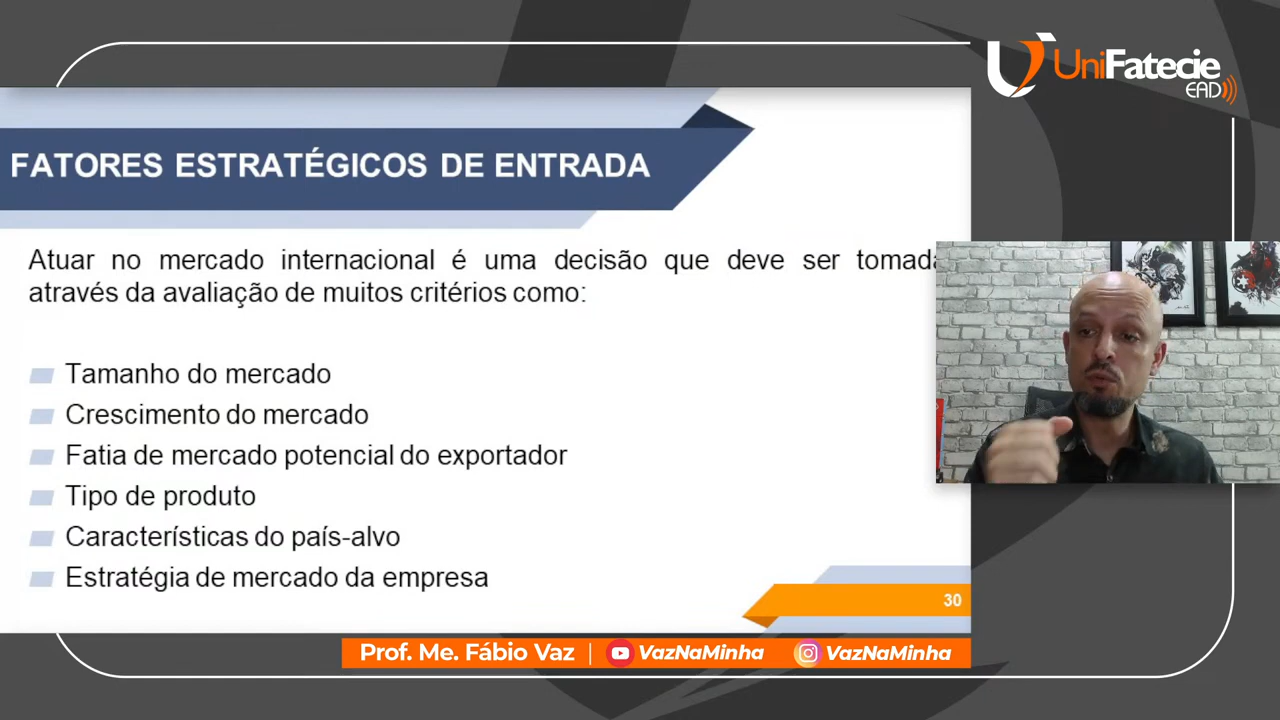 UniFatecie
EAD
FATORES ESTRATÉGICOS DE ENTRADA
Atuar no mercado internacional é uma decisão que deve ser tomada
através da avaliação de muitos critérios como:
Tamanho do mercado
Crescimento do mercado
Fatia de mercado potencial do exportador
Tipo de produto
Características do país-alvo
Estratégia de mercado da empresa
30
Prof. Me. Fábio Vaz | VazNaMinha VazNaMinha